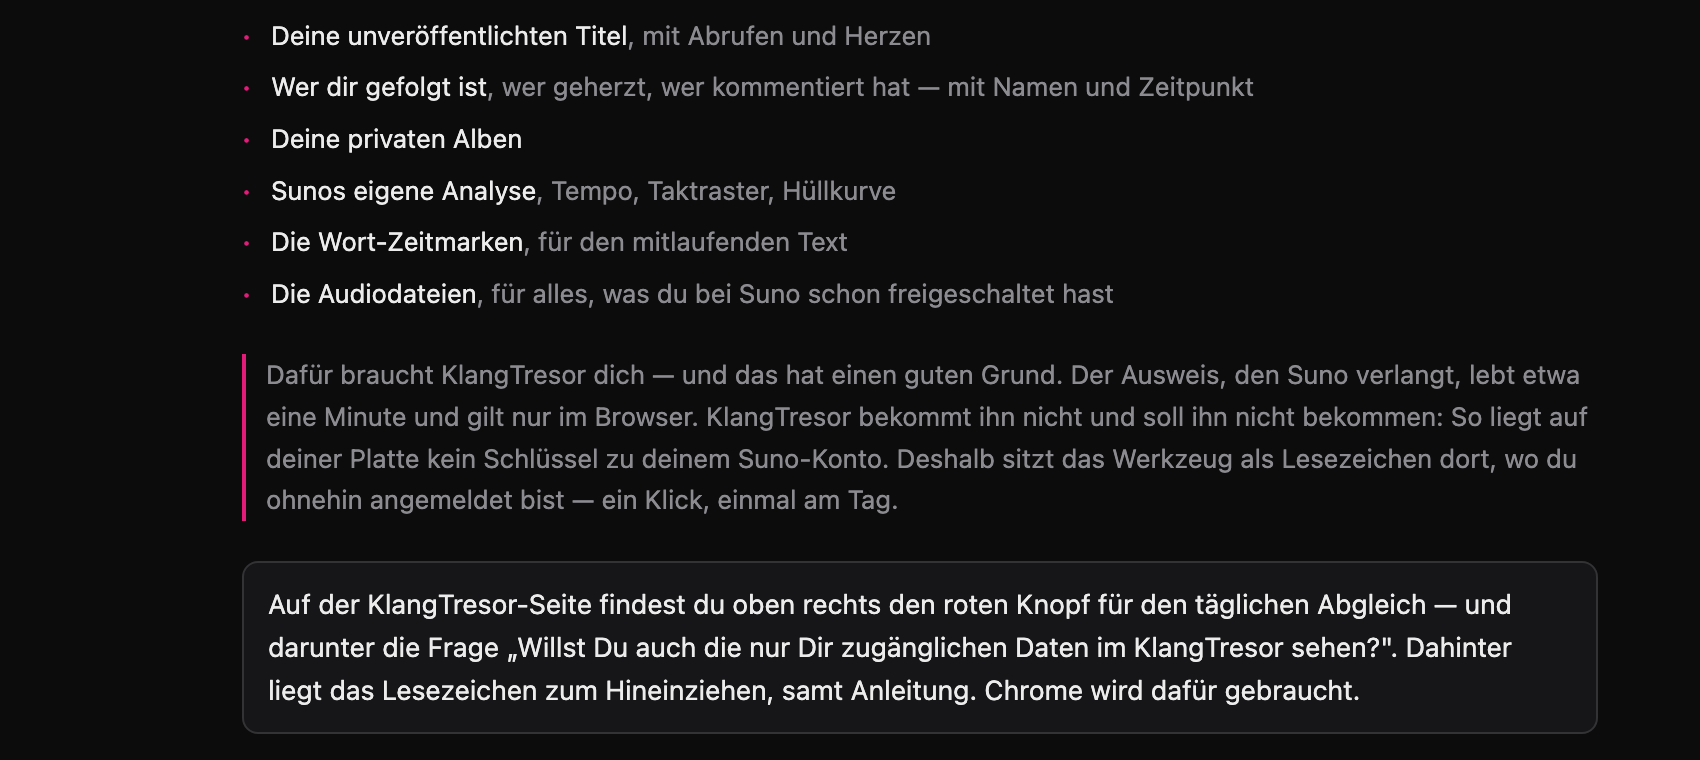 • Deine unveröffentlichten Titel, mit Abrufen und Herzen
• Wer dir gefolgt ist, wer geherzt, wer kommentiert hat — mit Namen und Zeitpunkt
• Deine privaten Alben
• Sunos eigene Analyse, Tempo, Taktraster, Hüllkurve
• Die Wort-Zeitmarken, für den mitlaufenden Text
• Die Audiodateien, für alles, was du bei Suno schon freigeschaltet hast
Dafür braucht KlangTresor dich — und das hat einen guten Grund. Der Ausweis, den Suno verlangt, lebt etwa
eine Minute und gilt nur im Browser. KlangTresor bekommt ihn nicht und soll ihn nicht bekommen: So liegt auf
deiner Platte kein Schlüssel zu deinem Suno-Konto. Deshalb sitzt das Werkzeug als Lesezeichen dort, wo du
ohnehin angemeldet bist — ein Klick, einmal am Tag.
Auf der KlangTresor-Seite findest du oben rechts den roten Knopf für den täglichen Abgleich — und
darunter die Frage „Willst Du auch die nur Dir zugänglichen Daten im KlangTresor sehen?". Dahinter
liegt das Lesezeichen zum Hineinziehen, samt Anleitung. Chrome wird dafür gebraucht.